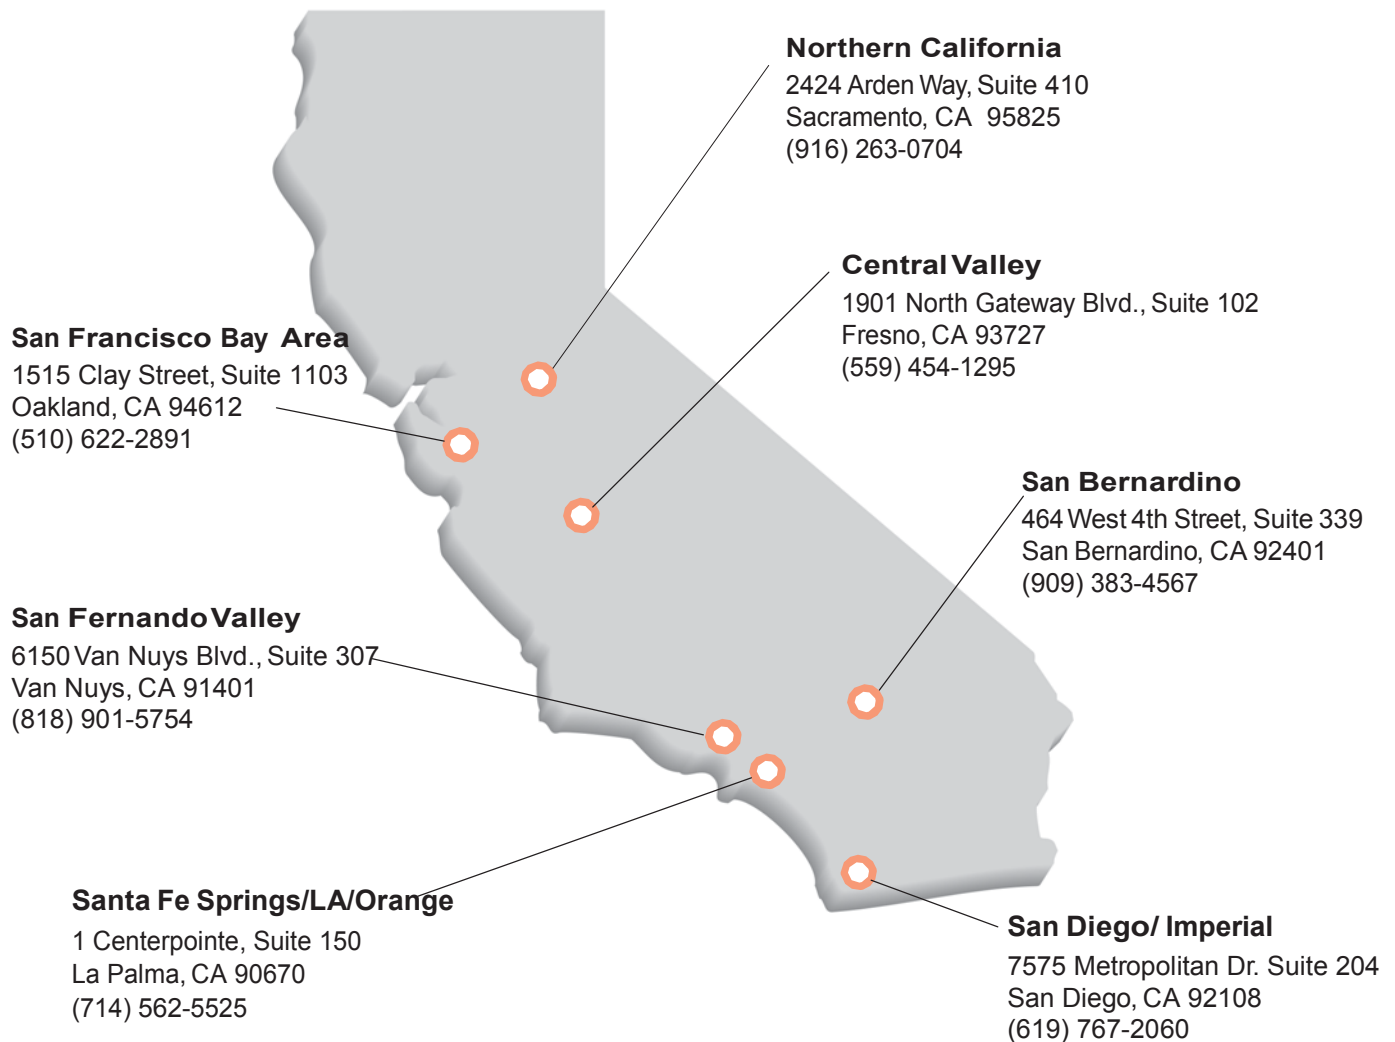 Northern California
2424 Arden Way, Suite 410
Sacramento, CA 95825
(916) 263-0704
Central Valley
1901 North Gateway Blvd., Suite 102
Fresno, CA 93727
(559) 454-1295
San Francisco Bay Area
1515 Clay Street, Suite 1103
Oakland, CA 94612
(510) 622-2891
San Bernardino
464 West 4th Street, Suite 339
San Bernardino, CA 92401
(909) 383-4567
San Fernando Valley
6150 Van Nuys Blvd., Suite 307
Van Nuys, CA 91401
(818) 901-5754
Santa Fe Springs/LA/Orange
1 Centerpointe, Suite 150
La Palma, CA 90670
(714) 562-5525
San Diego/ Imperial
7575 Metropolitan Dr. Suite 204
San Diego, CA 92108
(619) 767-2060